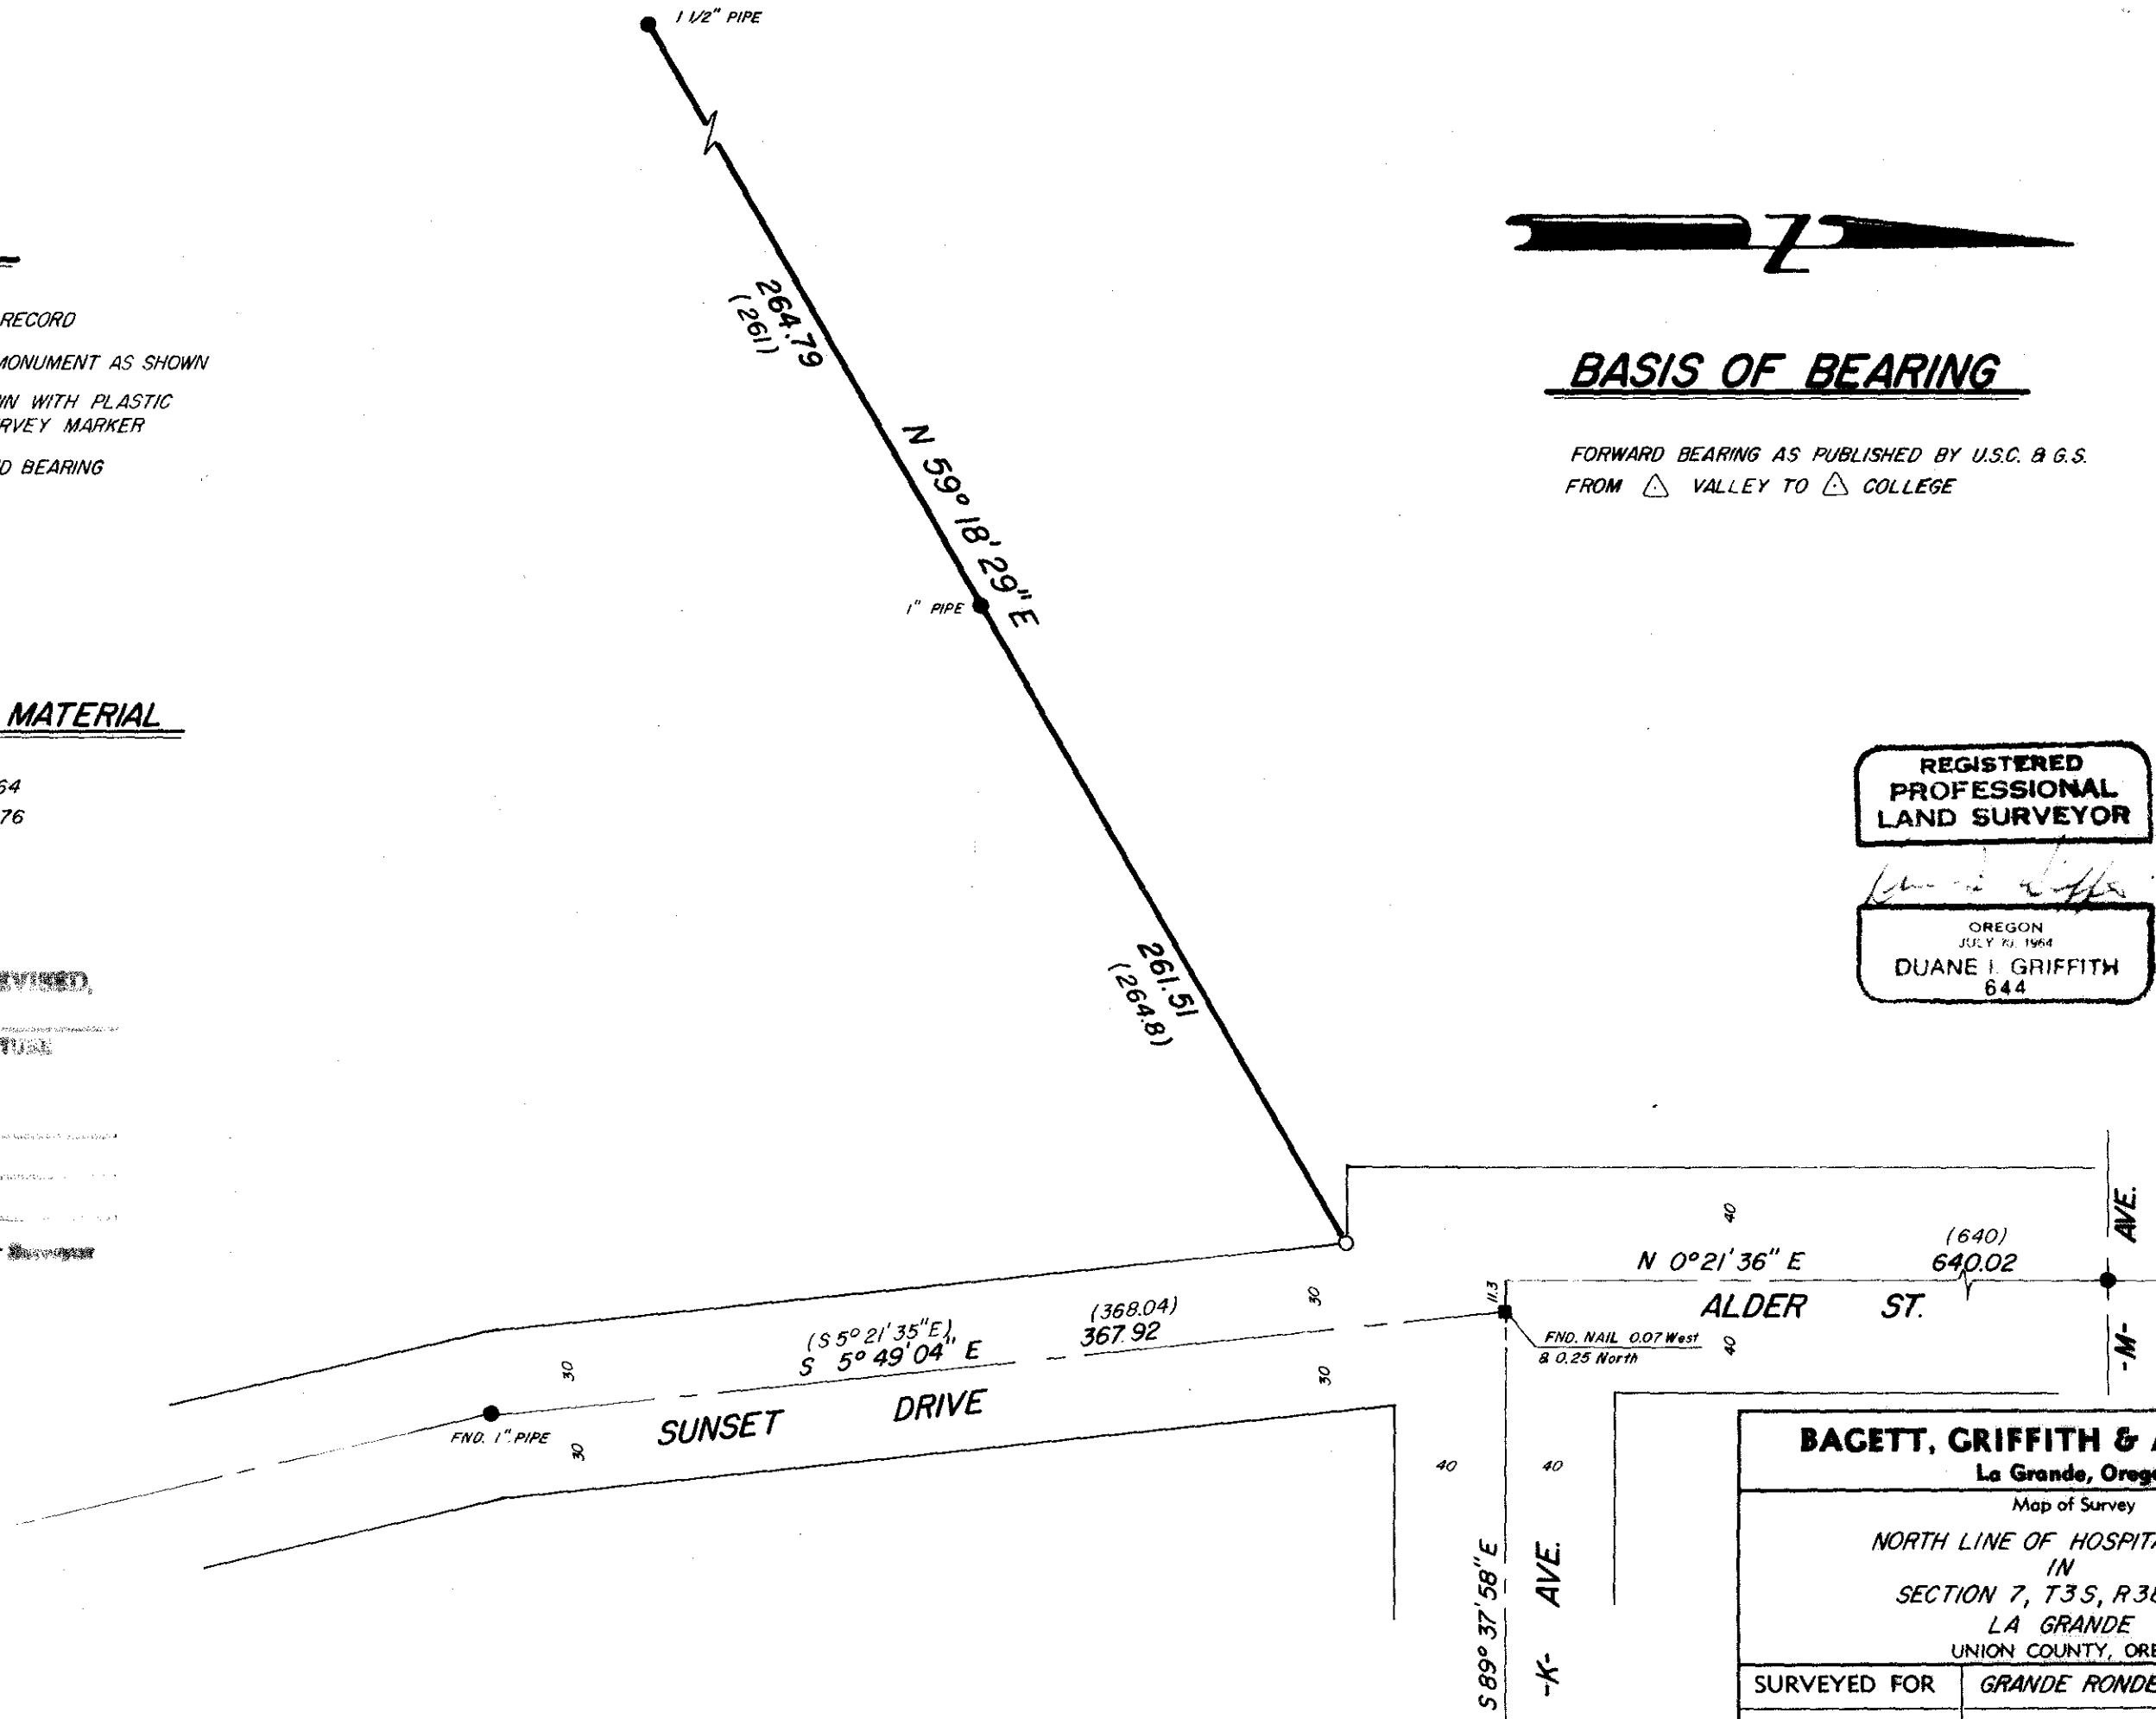 1 1/2" PIPE
RECORD
MONUMENT AS SHOWN
WITH PLASTIC
MARKER
BEARING
264.79
(261)
N 59° 18' 29" E
1" PIPE
Z
BASIS OF BEARING
FORWARD BEARING AS PUBLISHED BY U.S.C. & G.S.
FROM △ VALLEY TO △ COLLEGE
MATERIAL
64
76
REGISTERED
PROFESSIONAL
LAND SURVEYOR
OREGON
JULY 1964
DUANE I. GRIFFITH
644
261.51
(264.8)
Surveyor
(S 5° 21' 35" E)
S 5° 49' 04" E
(368.04)
367.92
30
30
30
30
SUNSET DRIVE
FND. 1" PIPE
11.3
40
N 0° 21' 36" E
(640)
640.02
ALDER ST.
40
FND. NAIL 0.07 West
& 0.25 North
-M- AVE.
40
40
S 89° 37' 58" E
-K- AVE.
BAGETT, GRIFFITH &
La Grande,
Map of Survey
NORTH LINE OF
IN
SECTION 7, T3S,
LA GRANDE
UNION COUNTY,
SURVEYED FOR
GRANDE RONDE